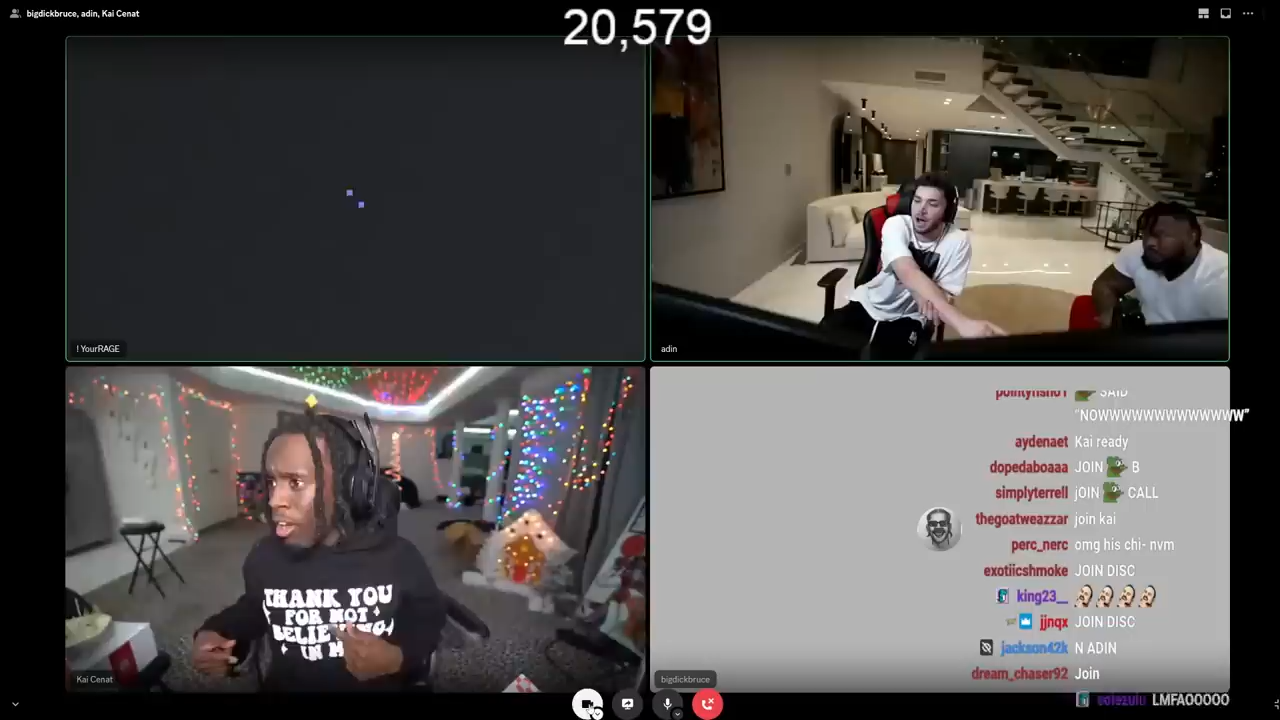 bigdickbruce, adin, Kai Cenat
20,579
! YourRAGE
adin
SAID
"NOWWWWWWWWWWWWW"
aydenaet Kai ready
dopedaboaaa JOIN B
simplyterrell jOIN CALL
thegoatweazzar join kai
perc_nerc omg his chi- nvm
exotiicshmoke JOIN DISC
king23__
jjnqx JOIN DISC
jackson42k N ADIN
dream_chaser92 Join
LMFAOOOOO
THANK YOU
FOR NOT
IN
Kai Cenat
bigdickbruce